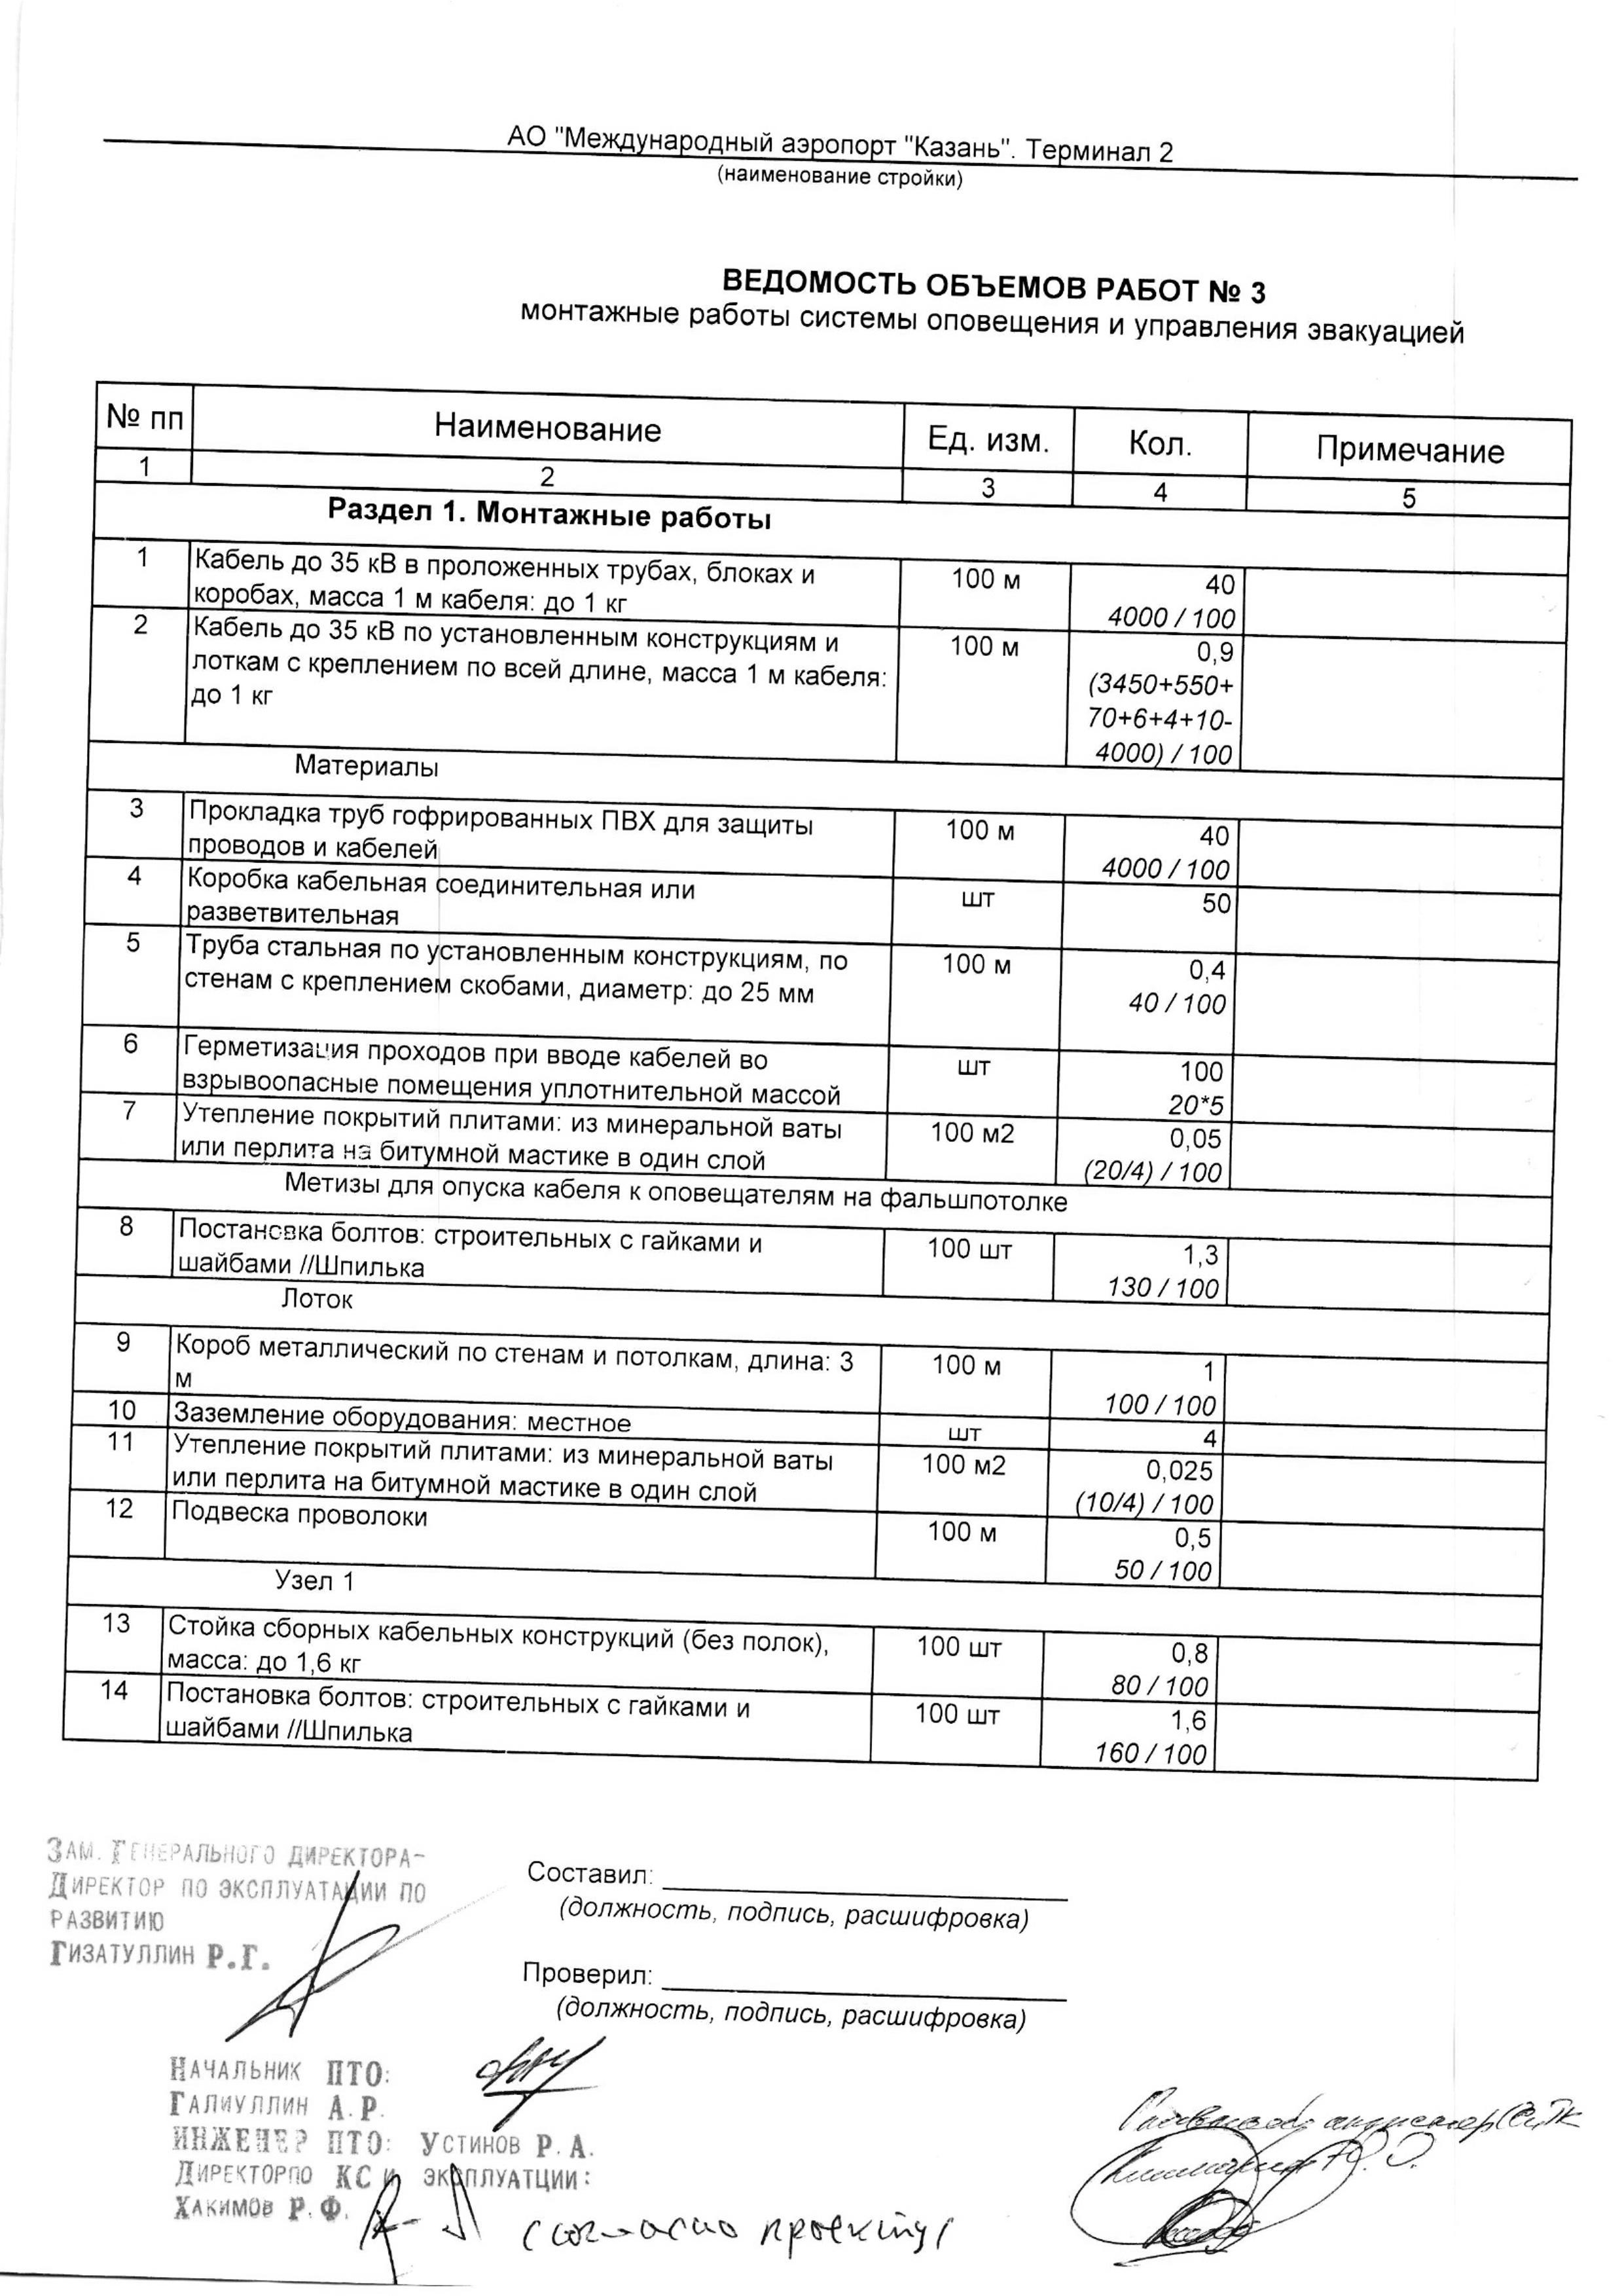 АО "Международный аэропорт "Казань". Терминал 2
(наименование стройки)
ВЕДОМОСТЬ ОБЪЕМОВ РАБОТ № 3
монтажные работы системы оповещения и управления эвакуацией
№ пп Наименование Ед. изм. Кол. Примечание
1 2 3 4 5
Раздел 1. Монтажные работы
1 Кабель до 35 кВ в проложенных трубах, блоках и 100 м 40
коробах, масса 1 м кабеля: до 1 кг 4000 / 100
2 Кабель до 35 кВ по установленным конструкциям и 100 м 0,9
лоткам с креплением по всей длине, масса 1 м кабеля: (3450+550+
до 1 кг 70+6+4+10-
4000) / 100
Материалы
3 Прокладка труб гофрированных ПВХ для защиты 100 м 40
проводов и кабелей 4000 / 100
4 Коробка кабельная соединительная или шт 50
разветвительная
5 Труба стальная по установленным конструкциям, по 100 м 0,4
стенам с креплением скобами, диаметр: до 25 мм 40 / 100
6 Герметизация проходов при вводе кабелей во шт 100
взрывоопасные помещения уплотнительной массой 20*5
7 Утепление покрытий плитами: из минеральной ваты 100 м2 0,05
или перлита на битумной мастике в один слой (20/4) / 100
Метизы для опуска кабеля к оповещателям на фальшпотолке
8 Постановка болтов: строительных с гайками и 100 шт 1,3
шайбами //Шпилька 130 / 100
Лоток
9 Короб металлический по стенам и потолкам, длина: 3 100 м 1
м 100 / 100
10 Заземление оборудования: местное шт 4
11 Утепление покрытий плитами: из минеральной ваты 100 м2 0,025
или перлита на битумной мастике в один слой (10/4) / 100
12 Подвеска проволоки 100 м 0,5
50 / 100
Узел 1
13 Стойка сборных кабельных конструкций (без полок), 100 шт 0,8
масса: до 1,6 кг 80 / 100
14 Постановка болтов: строительных с гайками и 100 шт 1,6
шайбами //Шпилька 160 / 100
Зам. Генерального директора-
Директор по эксплуатации по
развитию
Гизатуллин Р.Г.
Составил:
(должность, подпись, расшифровка)
Проверил:
(должность, подпись, расшифровка)
Начальник ПТО:
Галиуллин А.Р.
Инженер ПТО: Устинов Р.А.
Директорпо КС и эксплуатции:
Хакимов Р.Ф.
согласно проекту